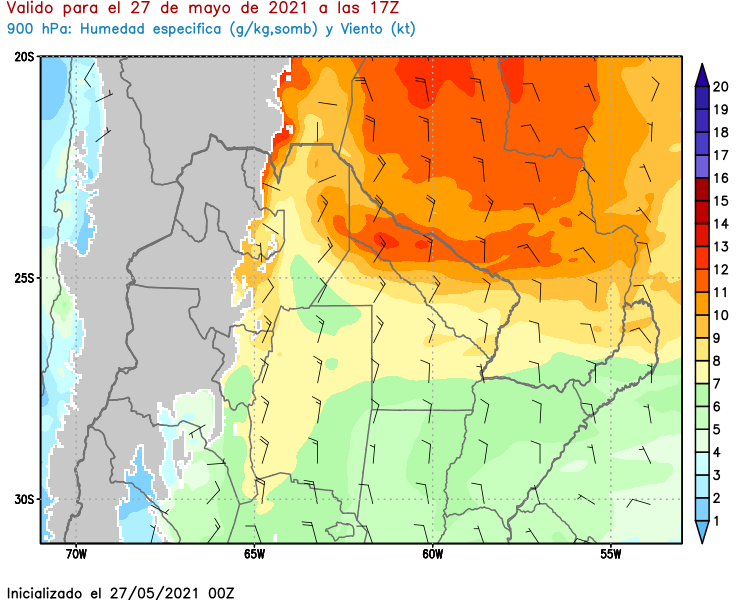 Valido para el 27 de mayo de 2021 a las 17Z
900 hPa: Humedad especifica (g/kg,somb) y Viento (kt)
20S
25S
30S
70W
65W
60W
55W
20
19
18
17
16
15
14
13
12
11
10
9
8
7
6
5
4
3
2
1
Inicializado el 27/05/2021 00Z